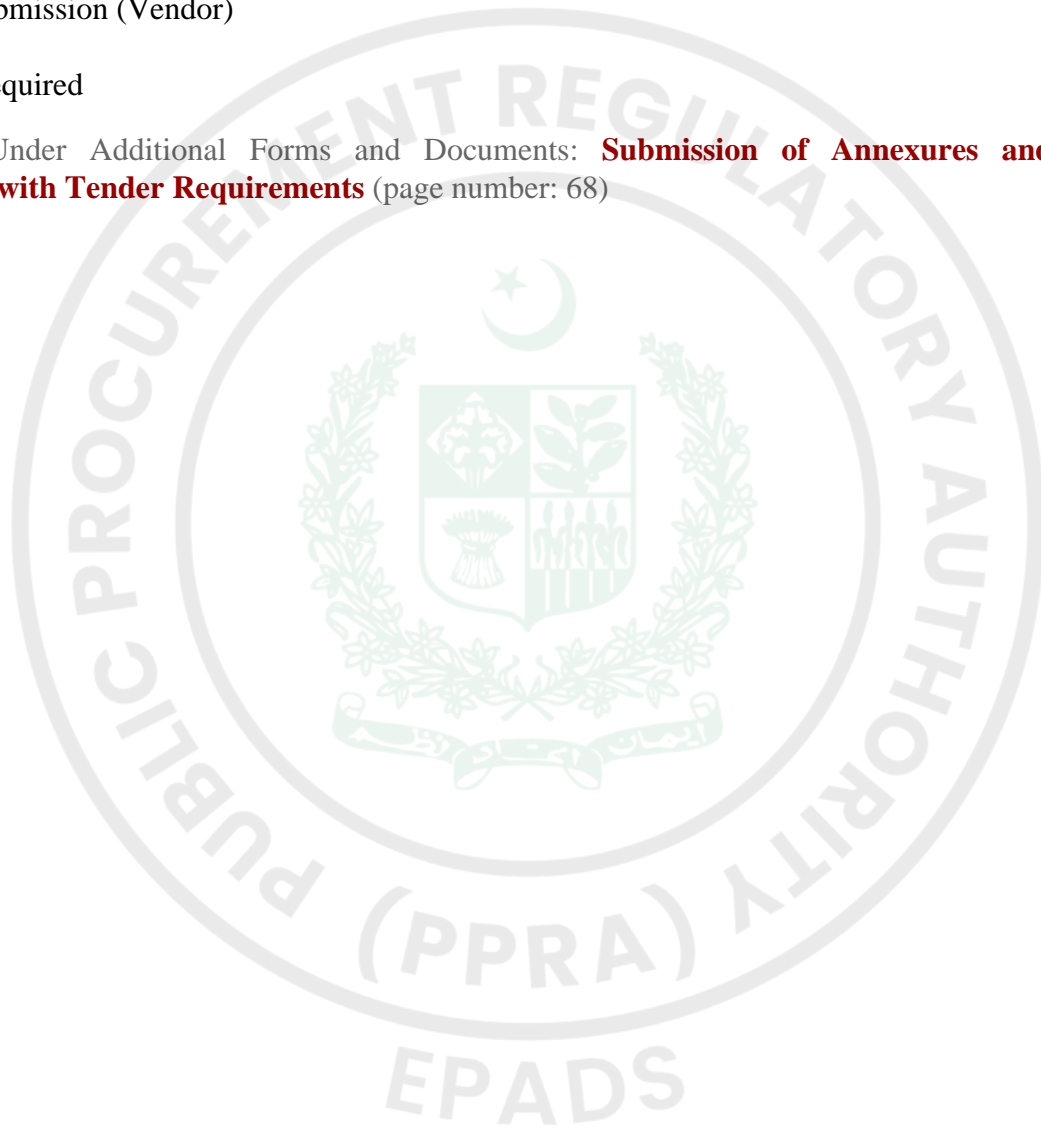 bmission (Vendor)
equired
Under Additional Forms and Documents: Submission of Annexures and
with Tender Requirements (page number: 68)
PUBLIC PROCUREMENT REGULATORY AUTHORITY
(PPRA)
EPADS